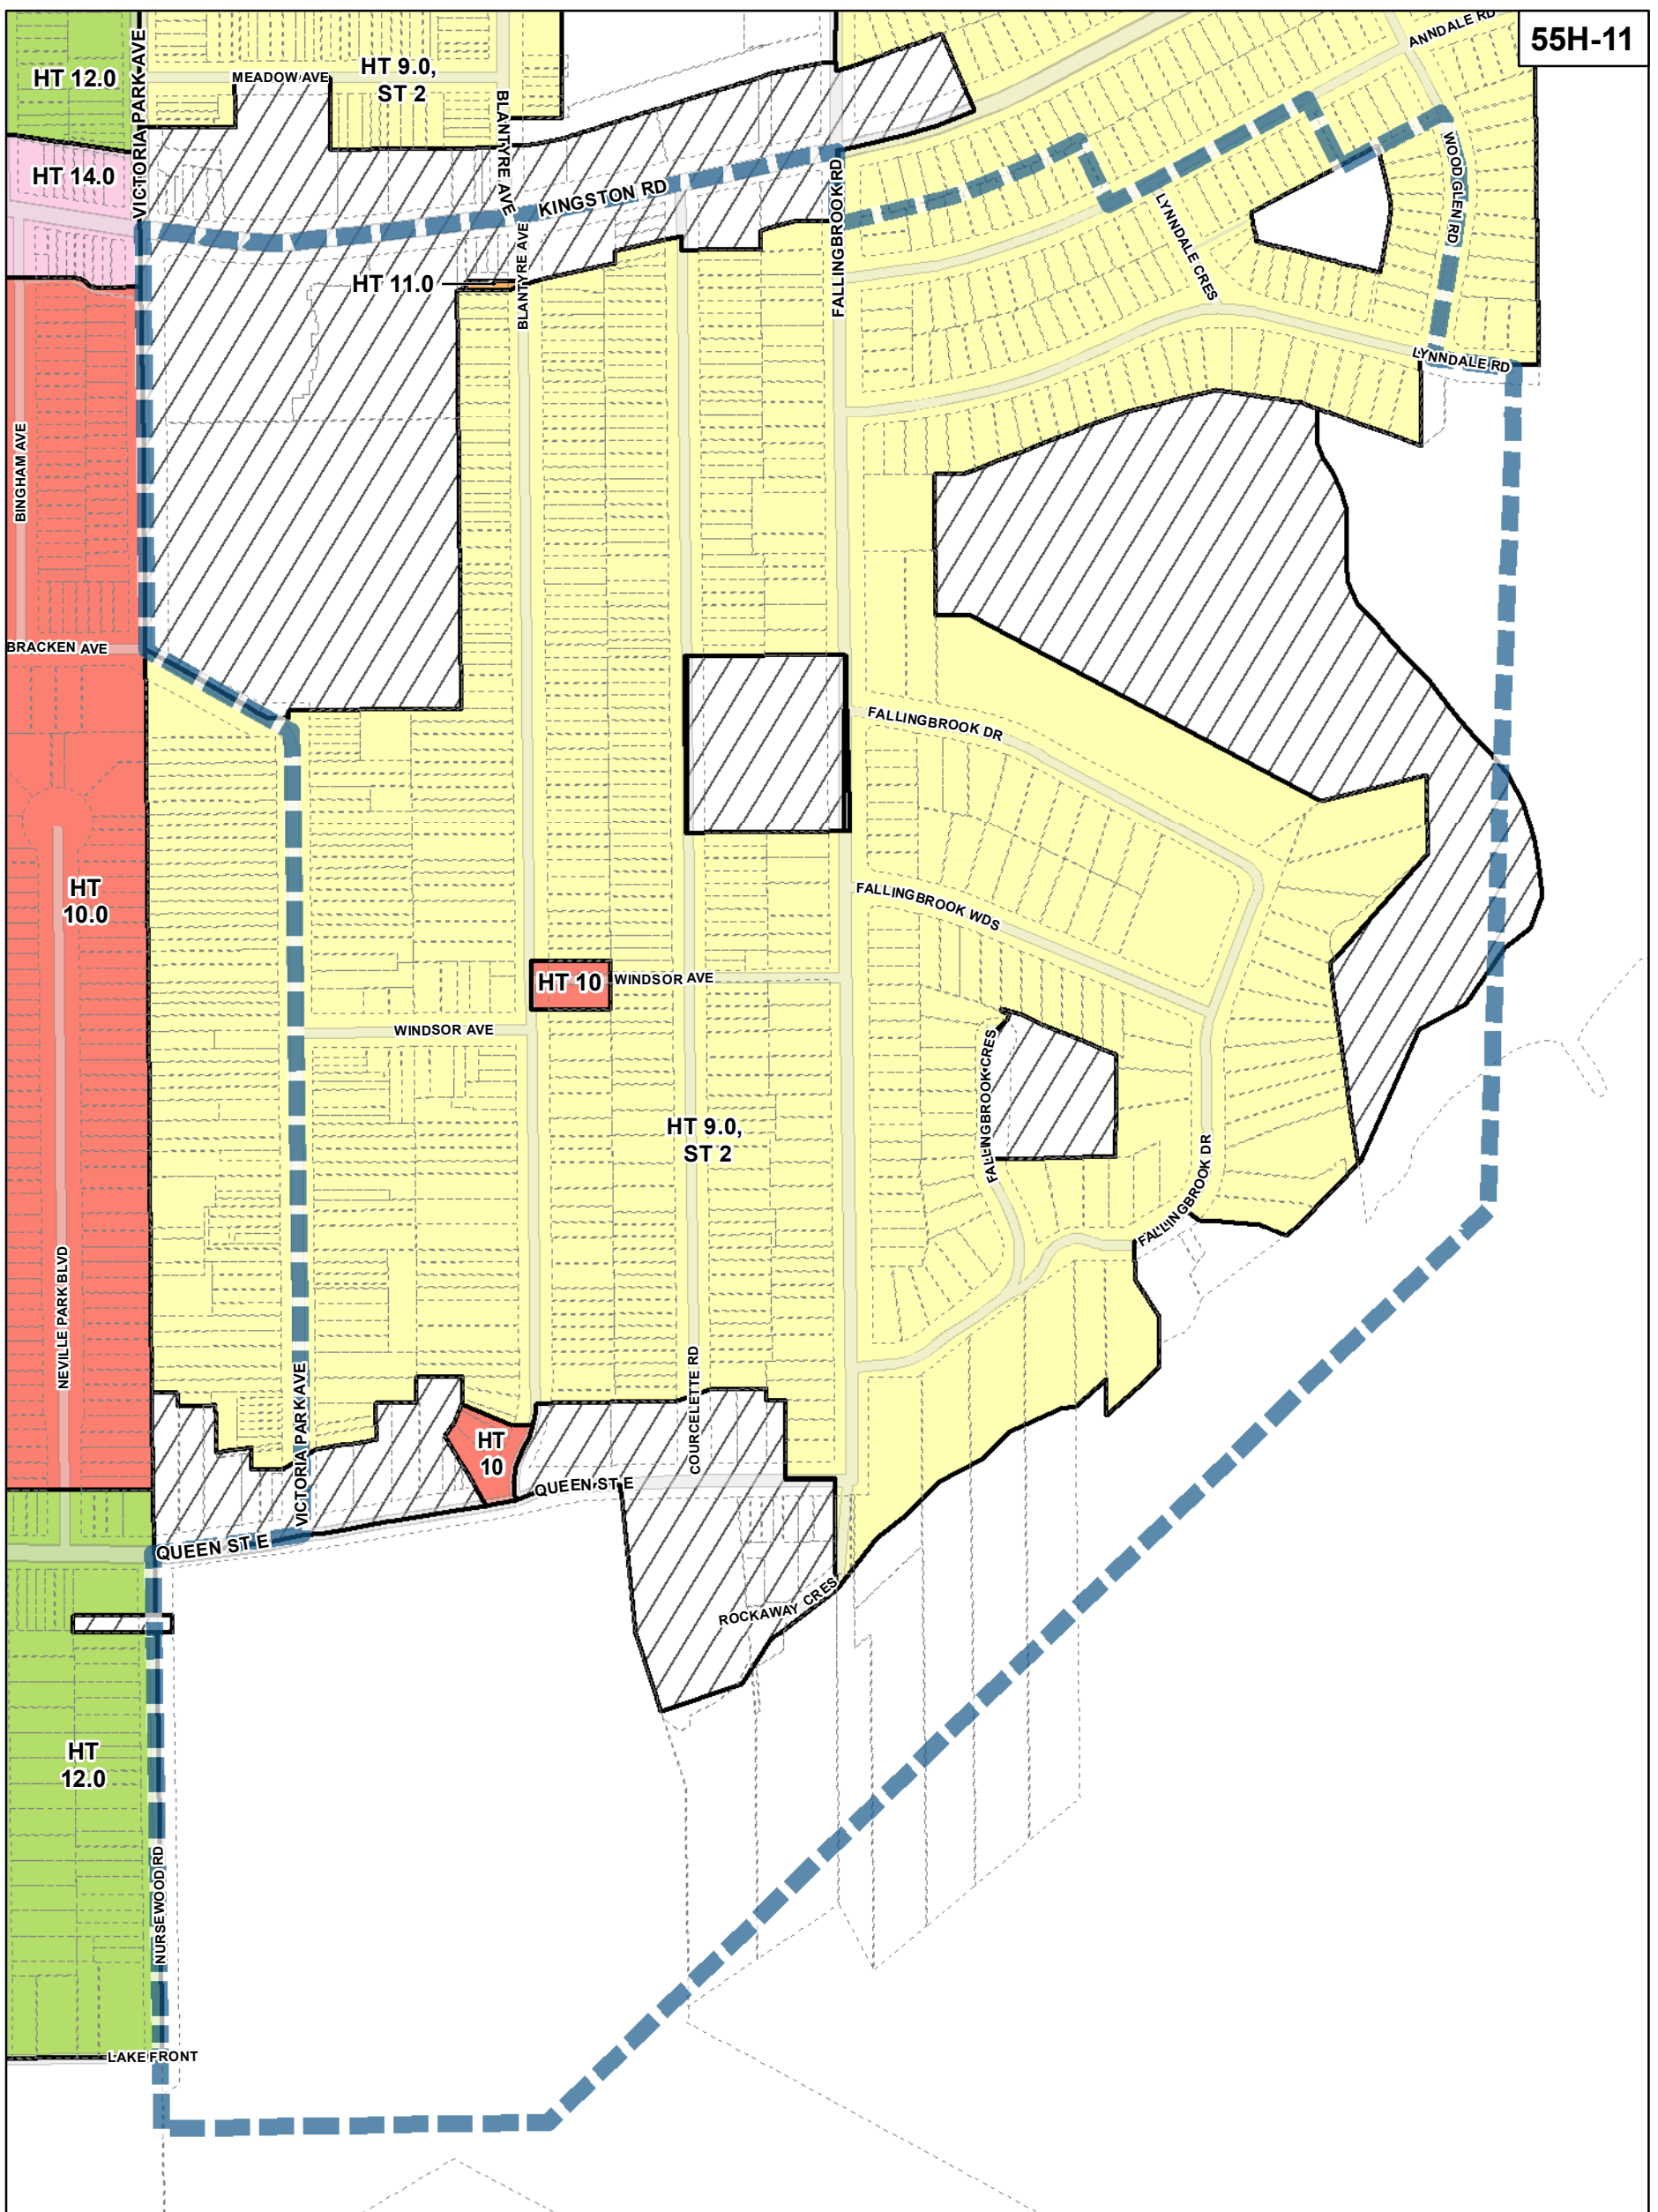 55H-11
ANNDALE RD
HT 12.0
VICTORIA PARK AVE
MEADOW AVE
HT 9.0,
ST 2
BLANTYRE AVE
HT 14.0
KINGSTON RD
FALLINGBROOK RD
WOOD GLEN RD
LYNNDALE CRES
HT 11.0
BLANTYRE AVE
LYNNDALE RD
BINGHAM AVE
BRACKEN AVE
FALLINGBROOK DR
HT
10.0
FALLINGBROOK WDS
HT 10
WINDSOR AVE
WINDSOR AVE
FALLINGBROOK CRES
HT 9.0,
ST 2
FALLINGBROOK DR
NEVILLE PARK BLVD
VICTORIA PARK AVE
COURCELETTE RD
HT
10
QUEEN ST E
QUEEN ST E
ROCKAWAY CRES
HT
12.0
NURSEWOOD RD
LAKE FRONT